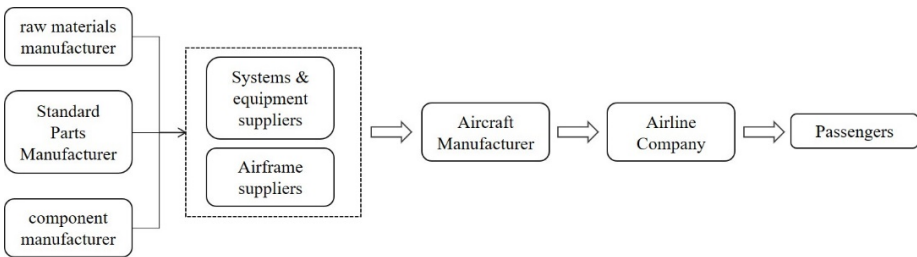 raw materials
manufacturer
Standard
Parts
Manufacturer
component
manufacturer
Systems &
equipment
suppliers
Airframe
suppliers
Aircraft
Manufacturer
Airline
Company
Passengers